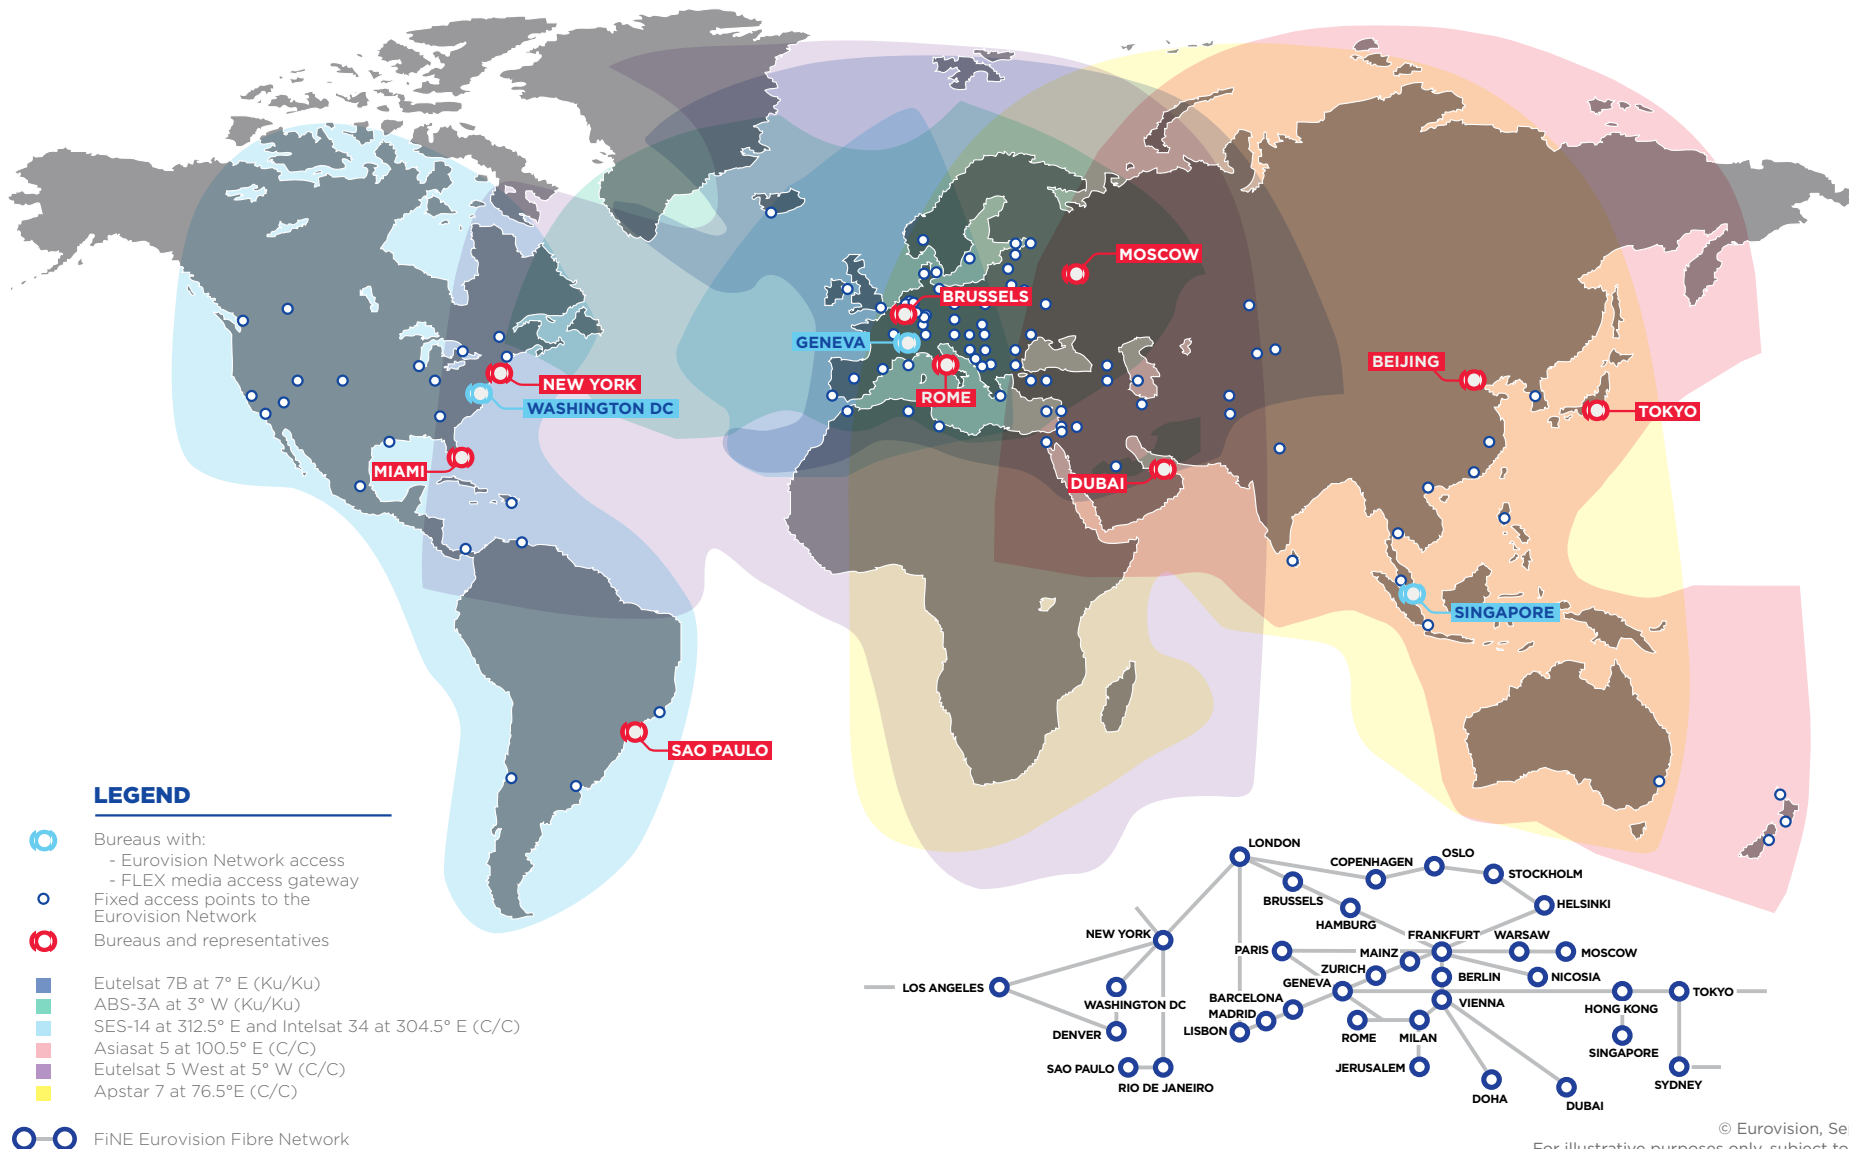 MOSCOW
BRUSSELS
GENEVA
NEW YORK
WASHINGTON DC
ROME
BEIJING
TOKYO
MIAMI
DUBAI
SINGAPORE
SAO PAULO
LEGEND
Bureaus with:
- Eurovision Network access
- FLEX media access gateway
Fixed access points to the
Eurovision Network
Bureaus and representatives
Eutelsat 7B at 7° E (Ku/Ku)
ABS-3A at 3° W (Ku/Ku)
SES-14 at 312.5° E and Intelsat 34 at 304.5° E (C/C)
Asiasat 5 at 100.5° E (C/C)
Eutelsat 5 West at 5° W (C/C)
Apstar 7 at 76.5°E (C/C)
FiNE Eurovision Fibre Network
LONDON
COPENHAGEN
OSLO
STOCKHOLM
BRUSSELS
HELSINKI
HAMBURG
NEW YORK
FRANKFURT
WARSAW
PARIS
MAINZ
MOSCOW
ZURICH
BERLIN
NICOSIA
LOS ANGELES
GENEVA
TOKYO
WASHINGTON DC
BARCELONA
VIENNA
HONG KONG
MADRID
LISBON
DENVER
ROME
MILAN
SINGAPORE
SAO PAULO
JERUSALEM
RIO DE JANEIRO
SYDNEY
DOHA
DUBAI
© Eurovision, Se
For illustrative purposes only, subject to